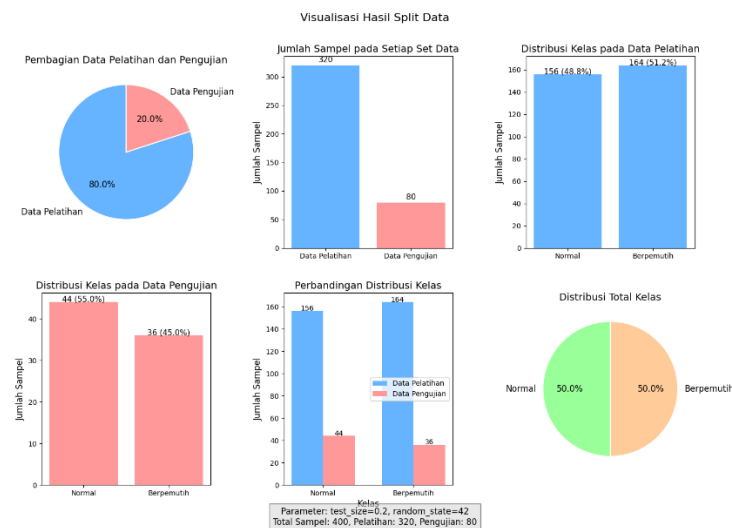 Visualisasi Hasil Split Data
Pembagian Data Pelatihan dan Pengujian
Data Pengujian
20.0%
80.0%
Data Pelatihan
Jumlah Sampel pada Setiap Set Data
Jumlah Sampel
300
250
200
150
100
50
0
320
80
Data Pelatihan
Data Pengujian
Distribusi Kelas pada Data Pelatihan
Jumlah Sampel
160
140
120
100
80
60
40
20
0
156 (48.8%)
164 (51.2%)
Normal
Berpemutih
Distribusi Kelas pada Data Pengujian
Jumlah Sampel
40
30
20
10
0
44 (55.0%)
36 (45.0%)
Normal
Berpemutih
Perbandingan Distribusi Kelas
Jumlah Sampel
160
140
120
100
80
60
40
20
0
156
164
44
36
Data Pelatihan
Data Pengujian
Normal
Berpemutih
Kelas
Distribusi Total Kelas
Normal
50.0%
50.0%
Berpemutih
Parameter: test_size=0.2, random_state=42
Total Sampel: 400, Pelatihan: 320, Pengujian: 80